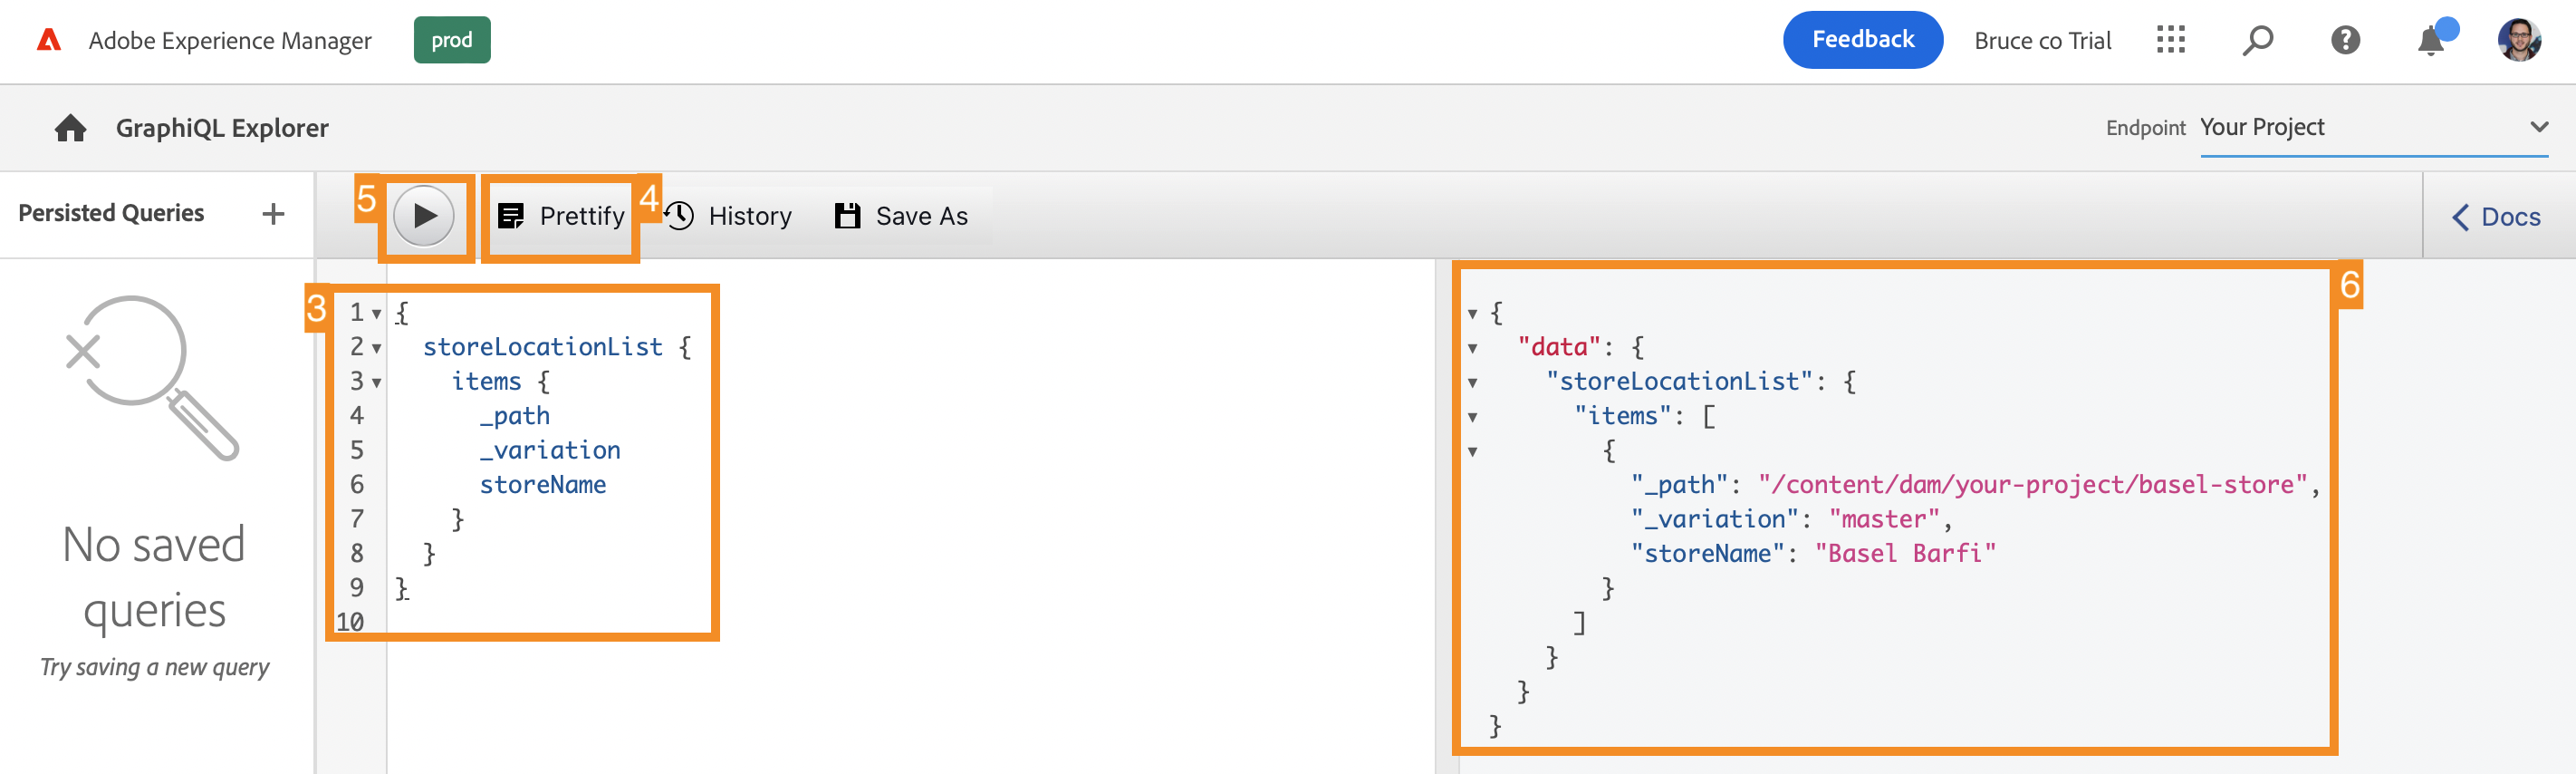 Adobe Experience Manager prod Feedback Bruce co Trial
GraphiQL Explorer Endpoint Your Project
Persisted Queries + 5 Prettify 4 History Save As Docs
No saved
queries
Try saving a new query
3
1 {
2 storeLocationList {
3 items {
4 _path
5 _variation
6 storeName
7 }
8 }
9 }
10
6
{
"data": {
"storeLocationList": {
"items": [
{
"_path": "/content/dam/your-project/basel-store",
"_variation": "master",
"storeName": "Basel Barfi"
}
]
}
}
}